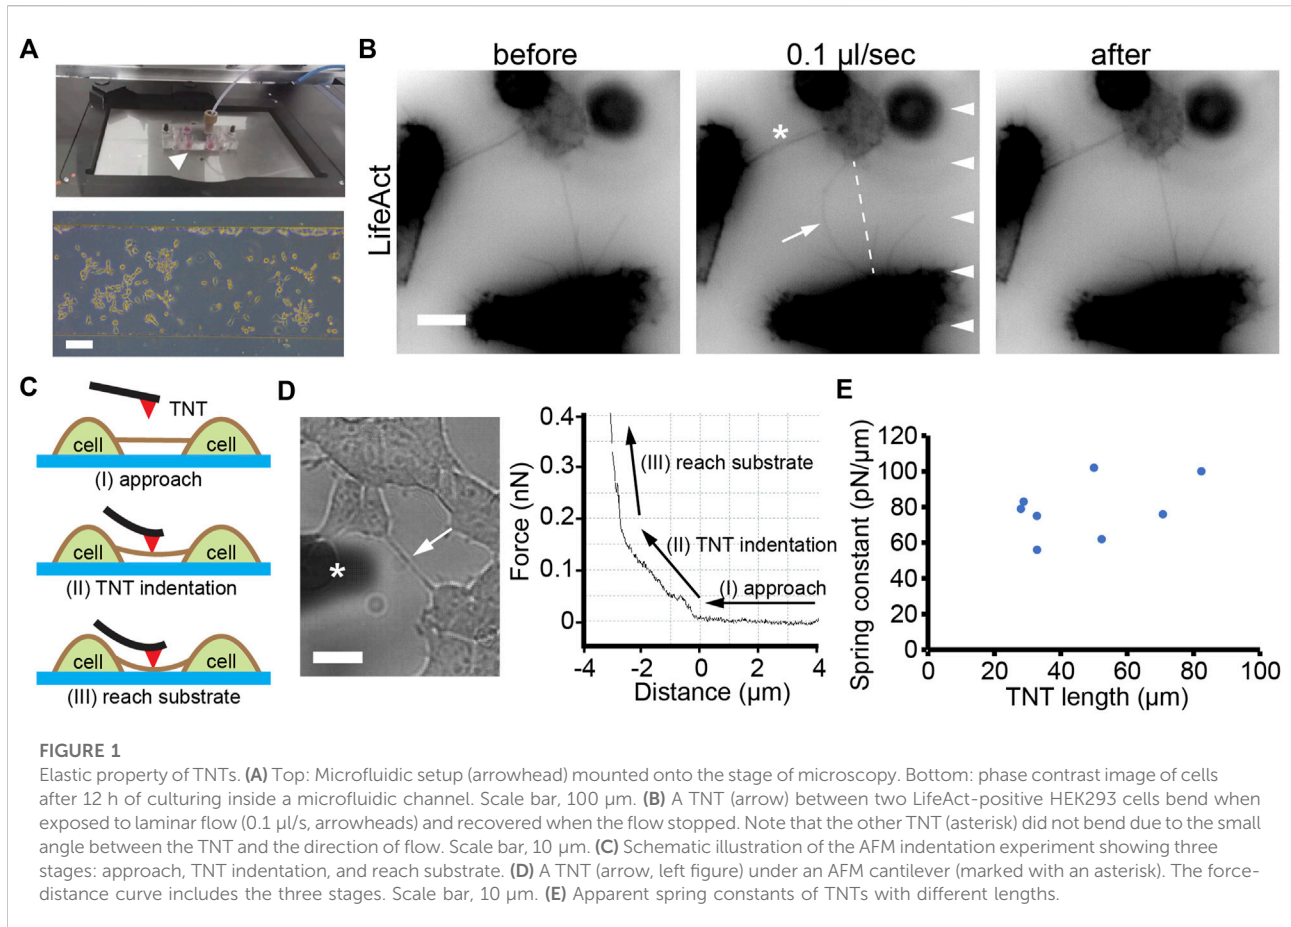 A
B
before
0.1 µl/sec
after
LifeAct
*
C
TNT
cell
cell
(I) approach
cell
cell
(II) TNT indentation
cell
cell
(III) reach substrate
D
*
Force (nN)
0.4
0.3
0.2
0.1
0
(III) reach substrate
(II) TNT indentation
(I) approach
-4
-2
0
2
4
Distance (µm)
E
Spring constant (pN/µm)
120
100
80
60
40
20
0
0
20
40
60
80
100
TNT length (µm)
FIGURE 1
Elastic property of TNTs. (A) Top: Microfluidic setup (arrowhead) mounted onto the stage of microscopy. Bottom: phase contrast image of cells
after 12 h of culturing inside a microfluidic channel. Scale bar, 100 µm. (B) A TNT (arrow) between two LifeAct-positive HEK293 cells bend when
exposed to laminar flow (0.1 µl/s, arrowheads) and recovered when the flow stopped. Note that the other TNT (asterisk) did not bend due to the small
angle between the TNT and the direction of flow. Scale bar, 10 µm. (C) Schematic illustration of the AFM indentation experiment showing three
stages: approach, TNT indentation, and reach substrate. (D) A TNT (arrow, left figure) under an AFM cantilever (marked with an asterisk). The force-
distance curve includes the three stages. Scale bar, 10 µm. (E) Apparent spring constants of TNTs with different lengths.